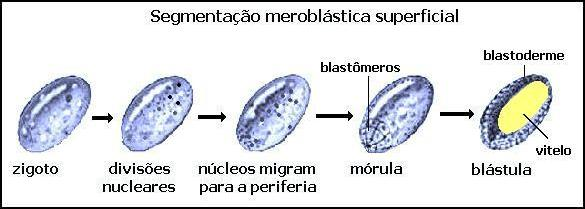 Segmentação meroblástica superficial
blastômeros
blastoderme
vitelo
zigoto
divisões
nucleares
núcleos migram
para a periferia
mórula
blástula